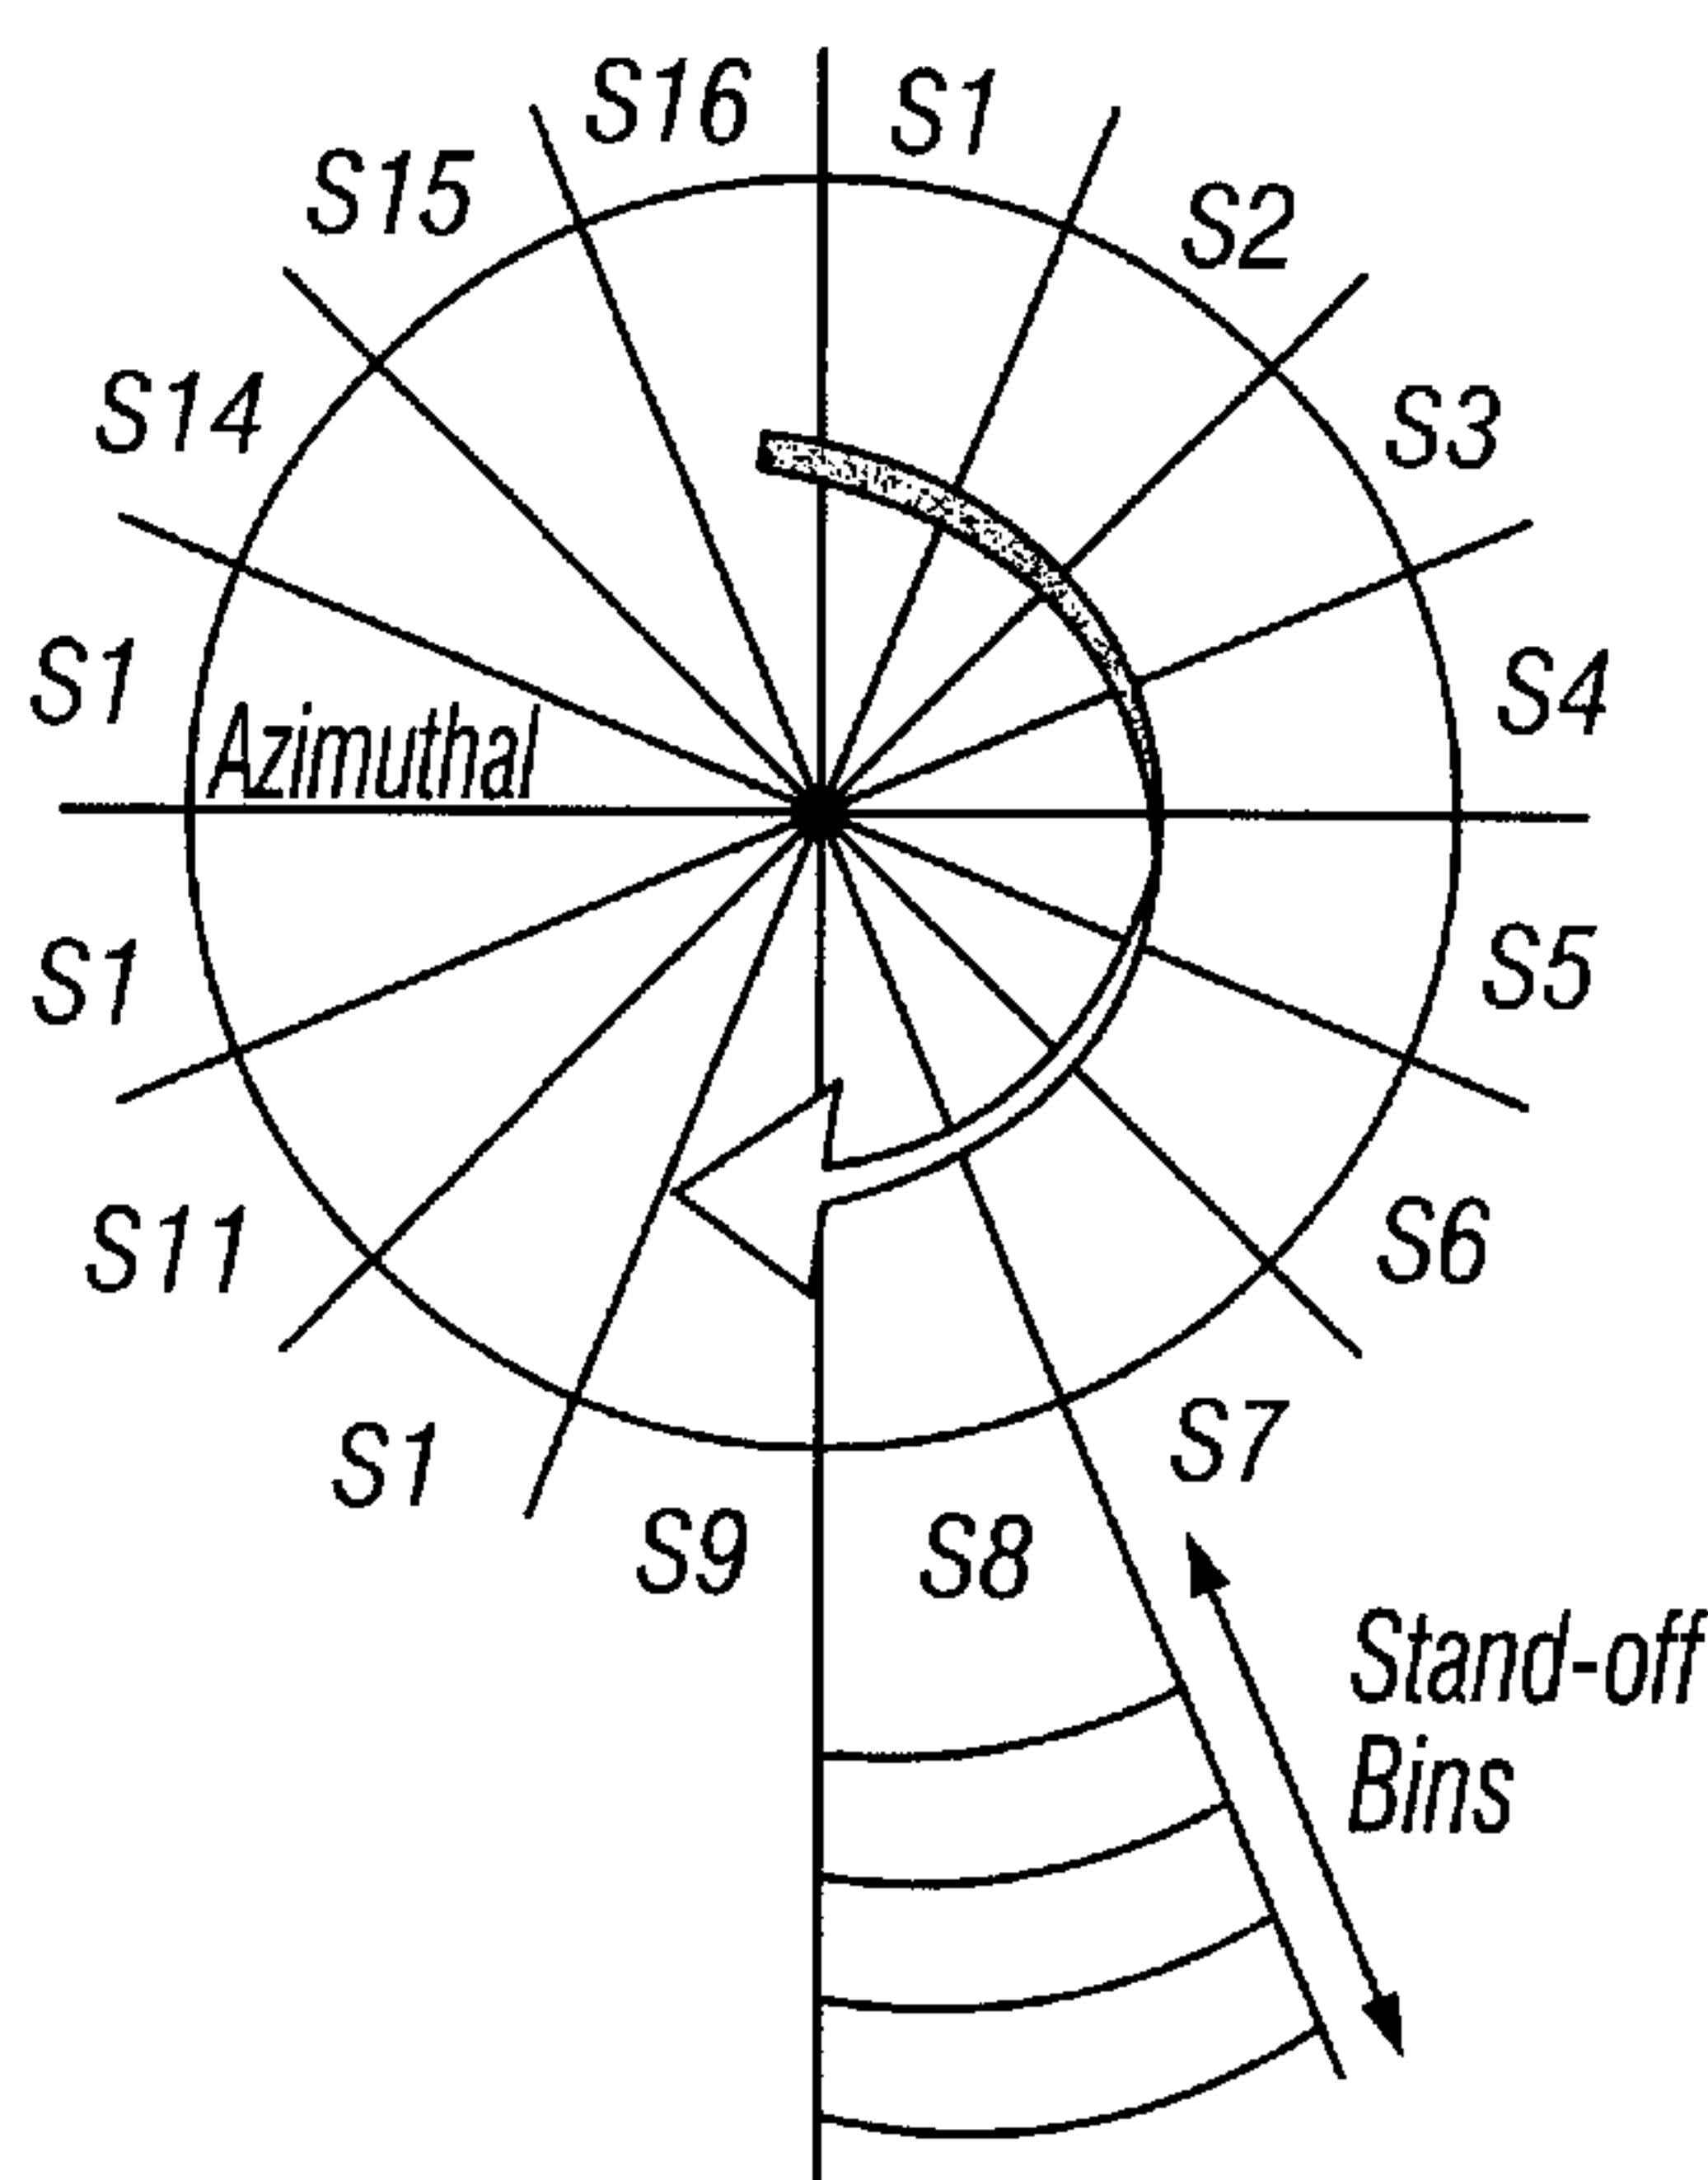 S16
S1
S15
S2
S14
S3
S1
Azimuthal
S4
S1
S5
S11
S6
S1
S7
S9
S8
Stand-off
Bins